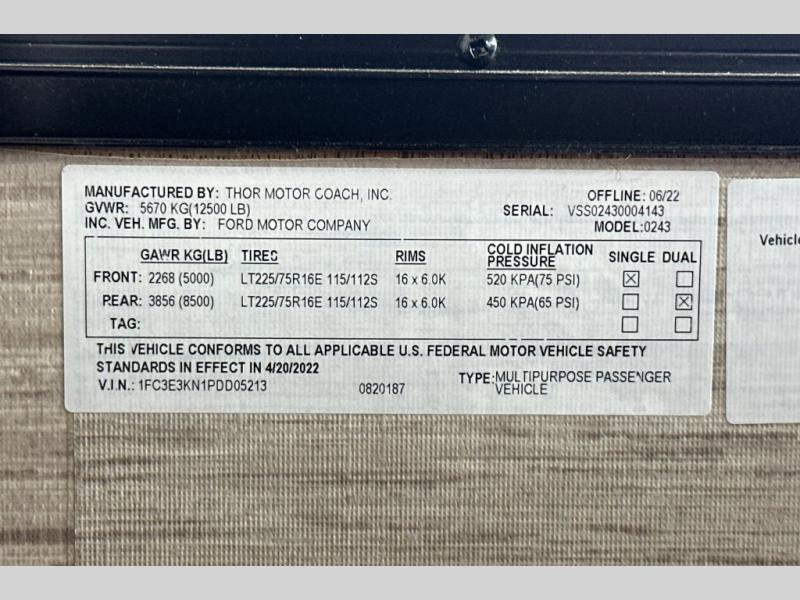 MANUFACTURED BY: THOR MOTOR COACH, INC. OFFLINE: 06/22
GVWR: 5670 KG(12500 LB) SERIAL: VSS02430004143
INC. VEH. MFG. BY: FORD MOTOR COMPANY MODEL:0243
GAWR KG(LB) TIRES RIMS COLD INFLATION PRESSURE SINGLE DUAL
FRONT: 2268 (5000) LT225/75R16E 115/112S 16 x 6.0K 520 KPA(75 PSI) ☒ ☐
REAR: 3856 (8500) LT225/75R16E 115/112S 16 x 6.0K 450 KPA(65 PSI) ☐ ☒
TAG: ☐ ☐
THIS VEHICLE CONFORMS TO ALL APPLICABLE U.S. FEDERAL MOTOR VEHICLE SAFETY
STANDARDS IN EFFECT IN 4/20/2022
V.I.N.: 1FC3E3KN1PDD05213 0820187 TYPE: MULTIPURPOSE PASSENGER
VEHICLE
Vehicle